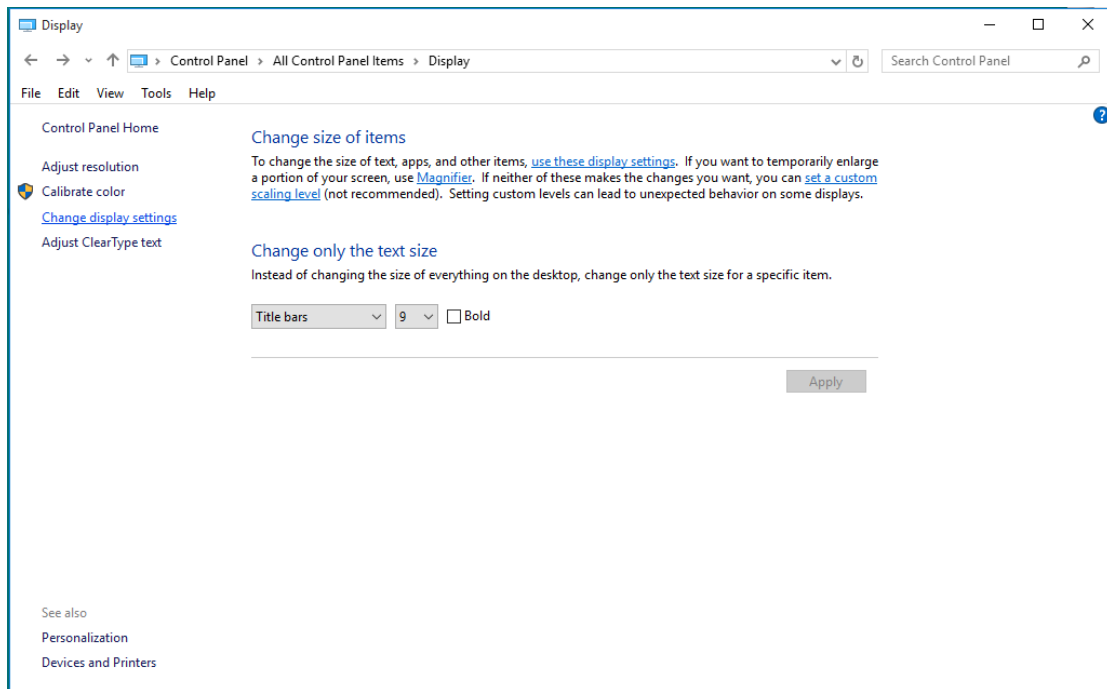 Display
Control Panel > All Control Panel Items > Display
Search Control Panel
File Edit View Tools Help
Control Panel Home
Adjust resolution
Calibrate color
Change display settings
Adjust ClearType text
Change size of items
To change the size of text, apps, and other items, use these display settings. If you want to temporarily enlarge
a portion of your screen, use Magnifier. If neither of these makes the changes you want, you can set a custom
scaling level (not recommended). Setting custom levels can lead to unexpected behavior on some displays.
Change only the text size
Instead of changing the size of everything on the desktop, change only the text size for a specific item.
Title bars 9 Bold
Apply
See also
Personalization
Devices and Printers
?